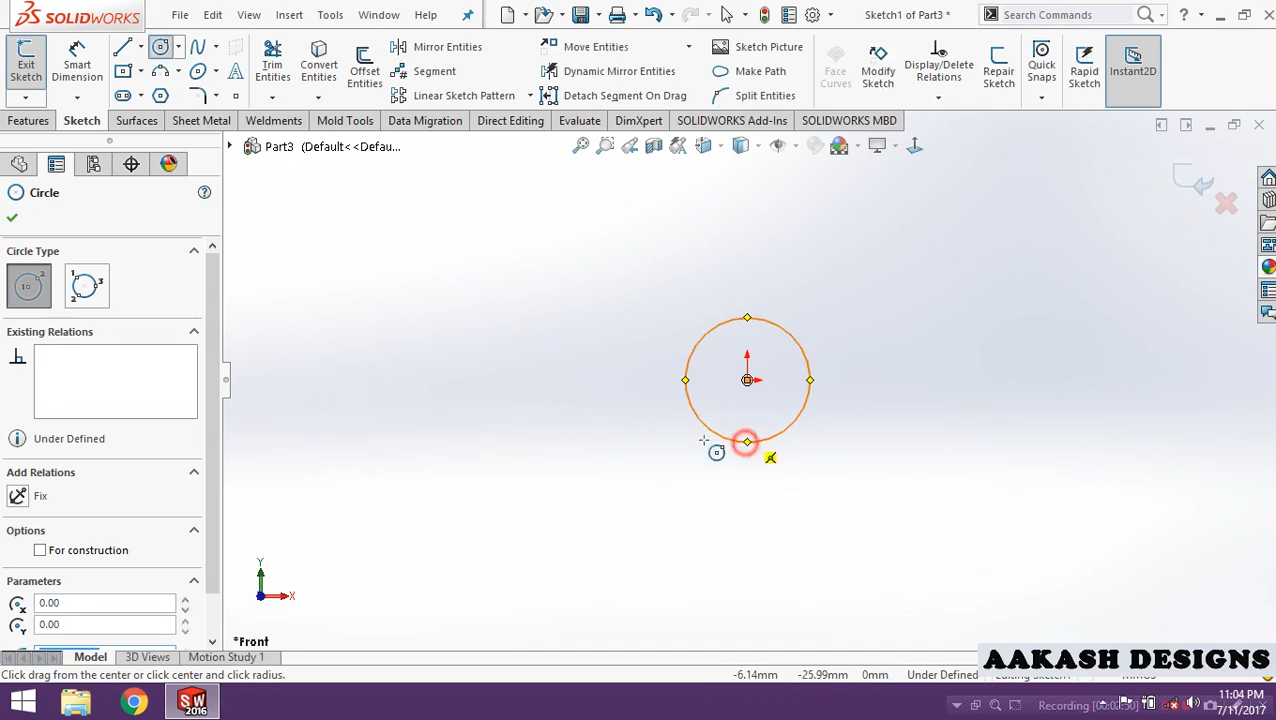 SOLIDWORKS File Edit View Insert Tools Window Help Sketch1 of Part3 * Search Commands ?
Exit Sketch Smart Dimension Trim Entities Convert Entities Offset Entities Mirror Entities Move Entities Sketch Picture Face Curves Modify Sketch Display/Delete Relations Repair Sketch Quick Snaps Rapid Sketch Instant2D
Segment Dynamic Mirror Entities Make Path
Linear Sketch Pattern Detach Segment On Drag Split Entities
Features Sketch Surfaces Sheet Metal Weldments Mold Tools Data Migration Direct Editing Evaluate DimXpert SOLIDWORKS Add-Ins SOLIDWORKS MBD
Part3 (Default<<Defau...
Circle ?
Circle Type
Existing Relations
Under Defined
Add Relations
Fix
Options
For construction
Parameters
0.00
0.00
Y
X
*Front
Model 3D Views Motion Study 1
AAKASH DESIGNS
Click drag from the center or click center and radius. -6.14mm -25.99mm 0mm Under Defined
SW 2016
11:04 PM
Recording [00:02:50]
7/11/2017